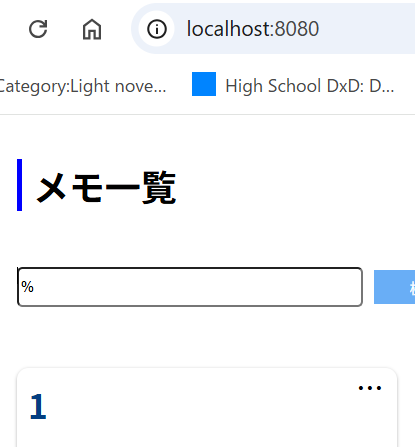 localhost:8080
Category:Light nove...
High School DxD: D...
メモ一覧
%
1